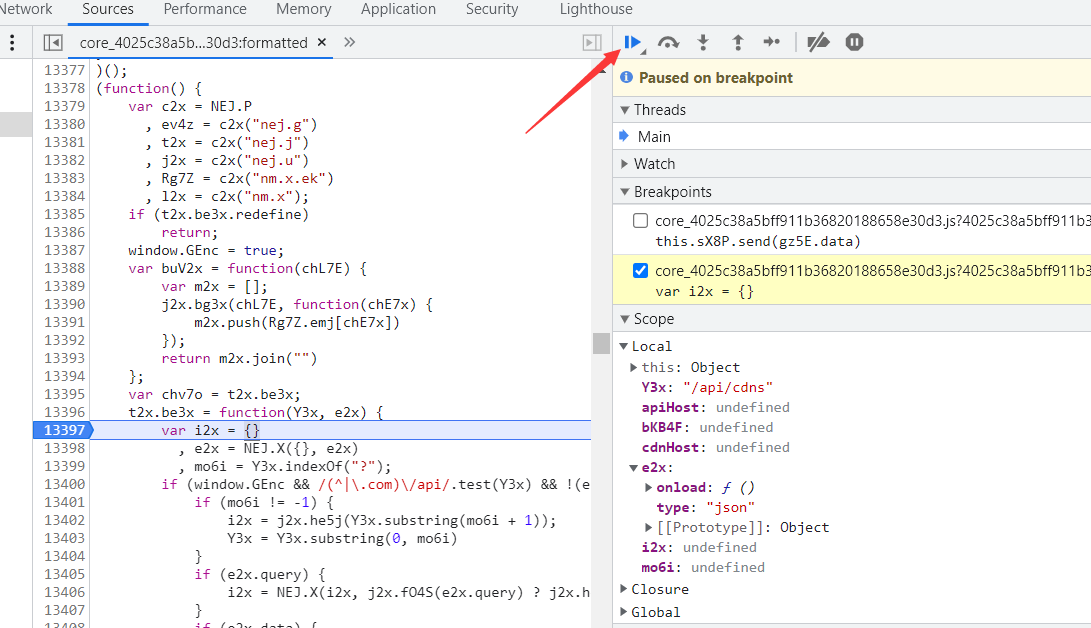 Network Sources Performance Memory Application Security Lighthouse
core_4025c38a5b...30d3:formatted × »
13377 )();
13378 (function() {
13379 var c2x = NEJ.P
13380 , ev4z = c2x("nej.g")
13381 , t2x = c2x("nej.j")
13382 , j2x = c2x("nej.u")
13383 , Rg7Z = c2x("nm.x.ek")
13384 , l2x = c2x("nm.x");
13385 if (t2x.be3x.redefine)
13386 return;
13387 window.GEnc = true;
13388 var buV2x = function(chL7E) {
13389 var m2x = [];
13390 j2x.bg3x(chL7E, function(chE7x) {
13391 m2x.push(Rg7Z.emj[chE7x])
13392 });
13393 return m2x.join("")
13394 };
13395 var chv7o = t2x.be3x;
13396 t2x.be3x = function(Y3x, e2x) {
13397 var i2x = {}
13398 , e2x = NEJ.X({}, e2x)
13399 , mo6i = Y3x.indexOf("?");
13400 if (window.GEnc && /(^|\.com)\/api/.test(Y3x) && !(e
13401 if (mo6i != -1) {
13402 i2x = j2x.he5j(Y3x.substring(mo6i + 1));
13403 Y3x = Y3x.substring(0, mo6i)
13404 }
13405 if (e2x.query) {
13406 i2x = NEJ.X(i2x, j2x.fO4S(e2x.query) ? j2x.h
13407 }
13408 if (e2x.data) {
Paused on breakpoint
Threads
Main
Watch
Breakpoints
core_4025c38a5bff911b36820188658e30d3.js?4025c38a5bff911b3
this.sX8P.send(gz5E.data)
core_4025c38a5bff911b36820188658e30d3.js?4025c38a5bff911b3
var i2x = {}
Scope
Local
this: Object
Y3x: "/api/cdns"
apiHost: undefined
bKB4F: undefined
cdnHost: undefined
e2x:
onload: ƒ ()
type: "json"
[[Prototype]]: Object
i2x: undefined
mo6i: undefined
Closure
Global